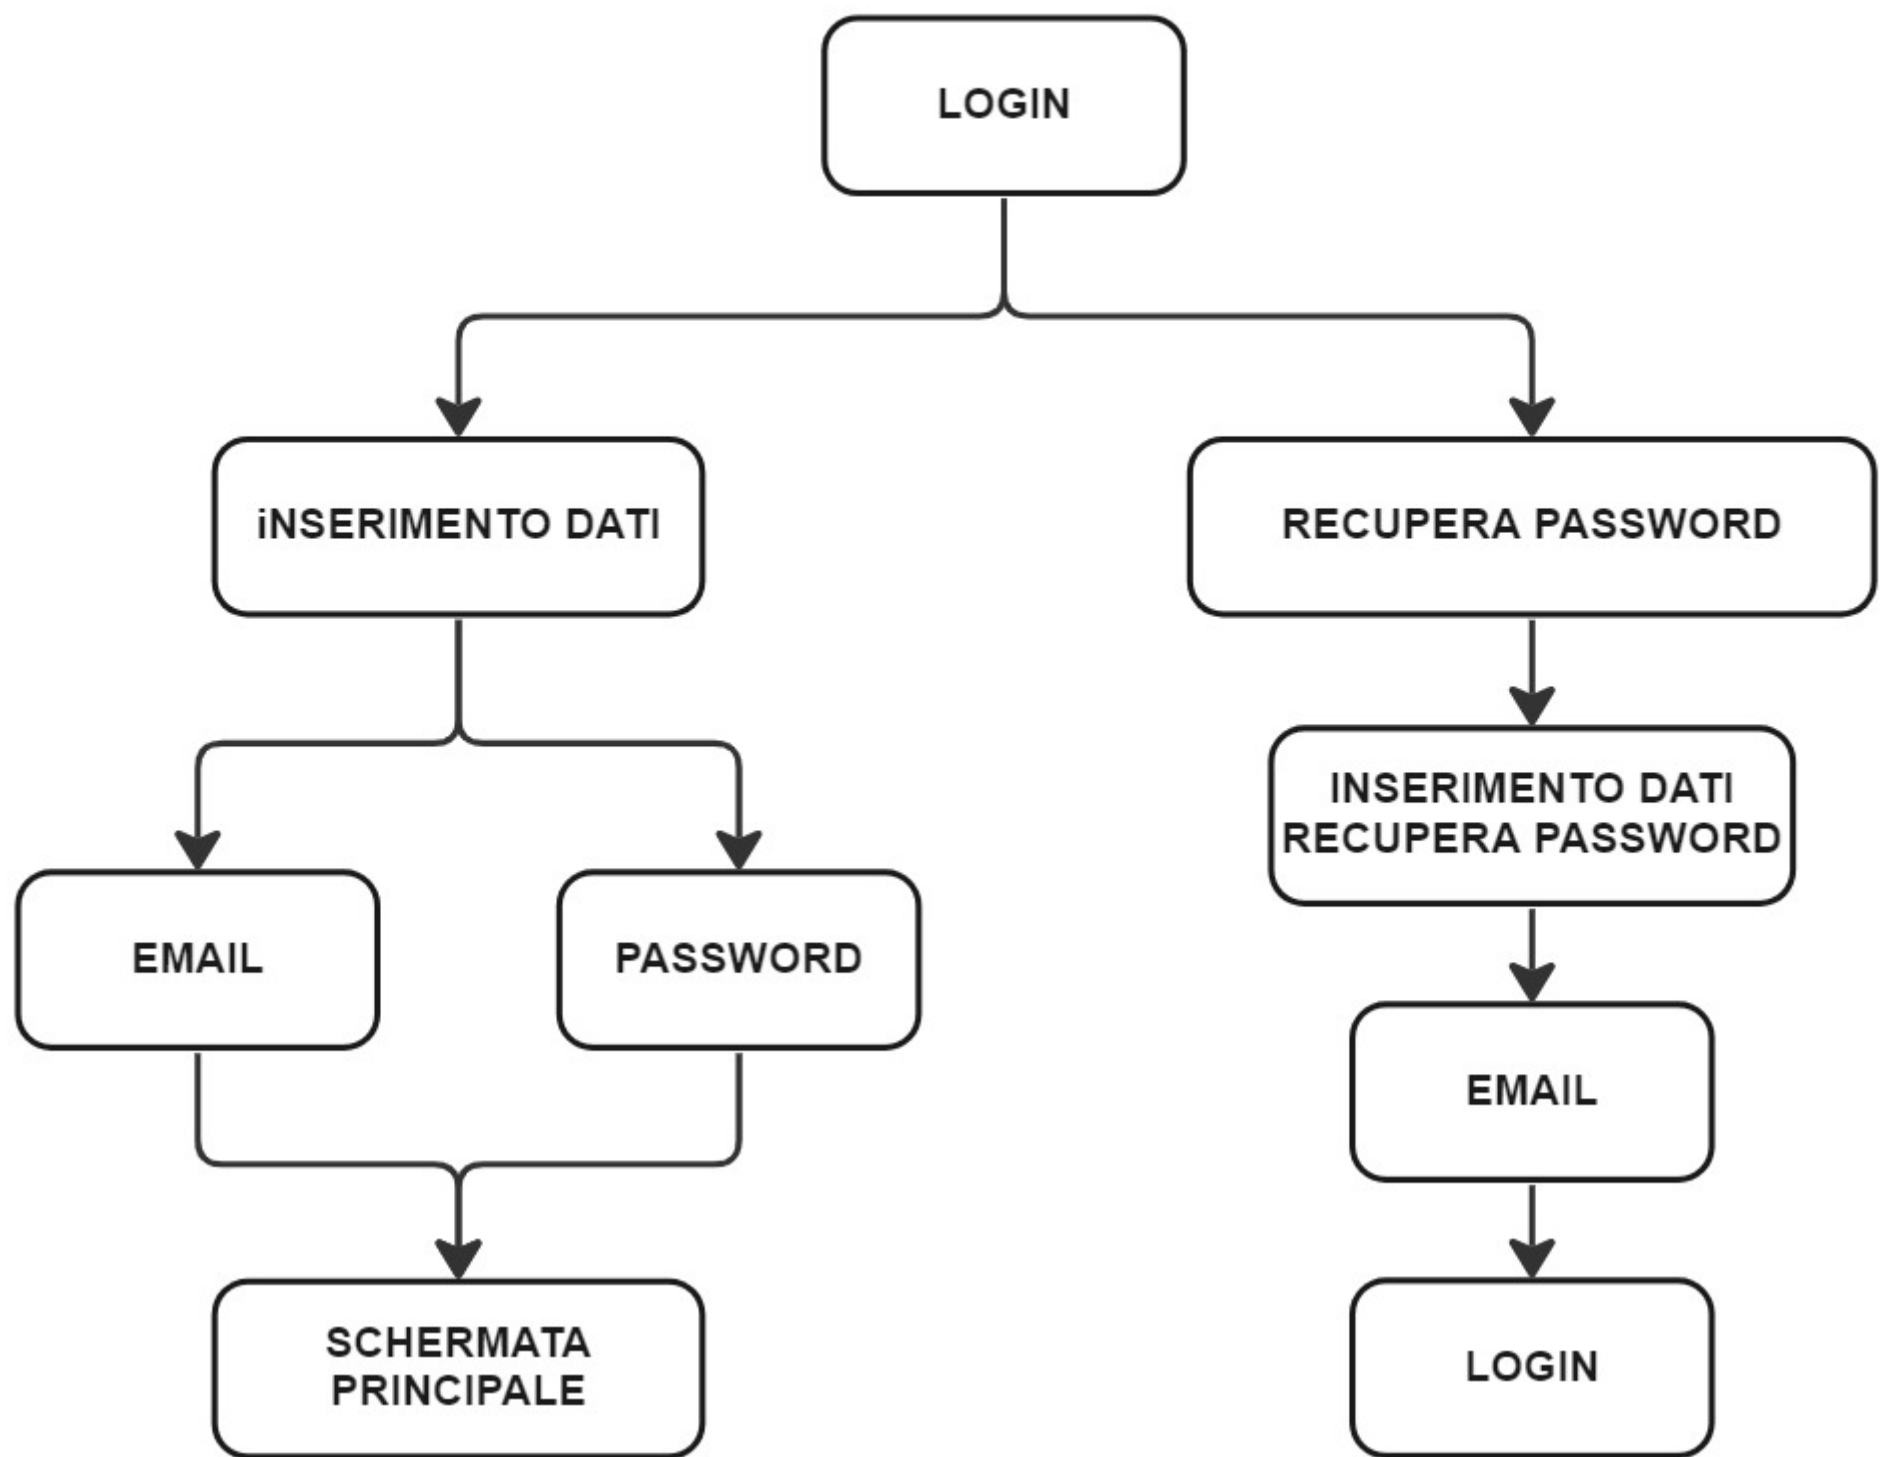 LOGIN
iNSERIMENTO DATI
RECUPERA PASSWORD
INSERIMENTO DATI
RECUPERA PASSWORD
EMAIL
PASSWORD
EMAIL
SCHERMATA
PRINCIPALE
LOGIN